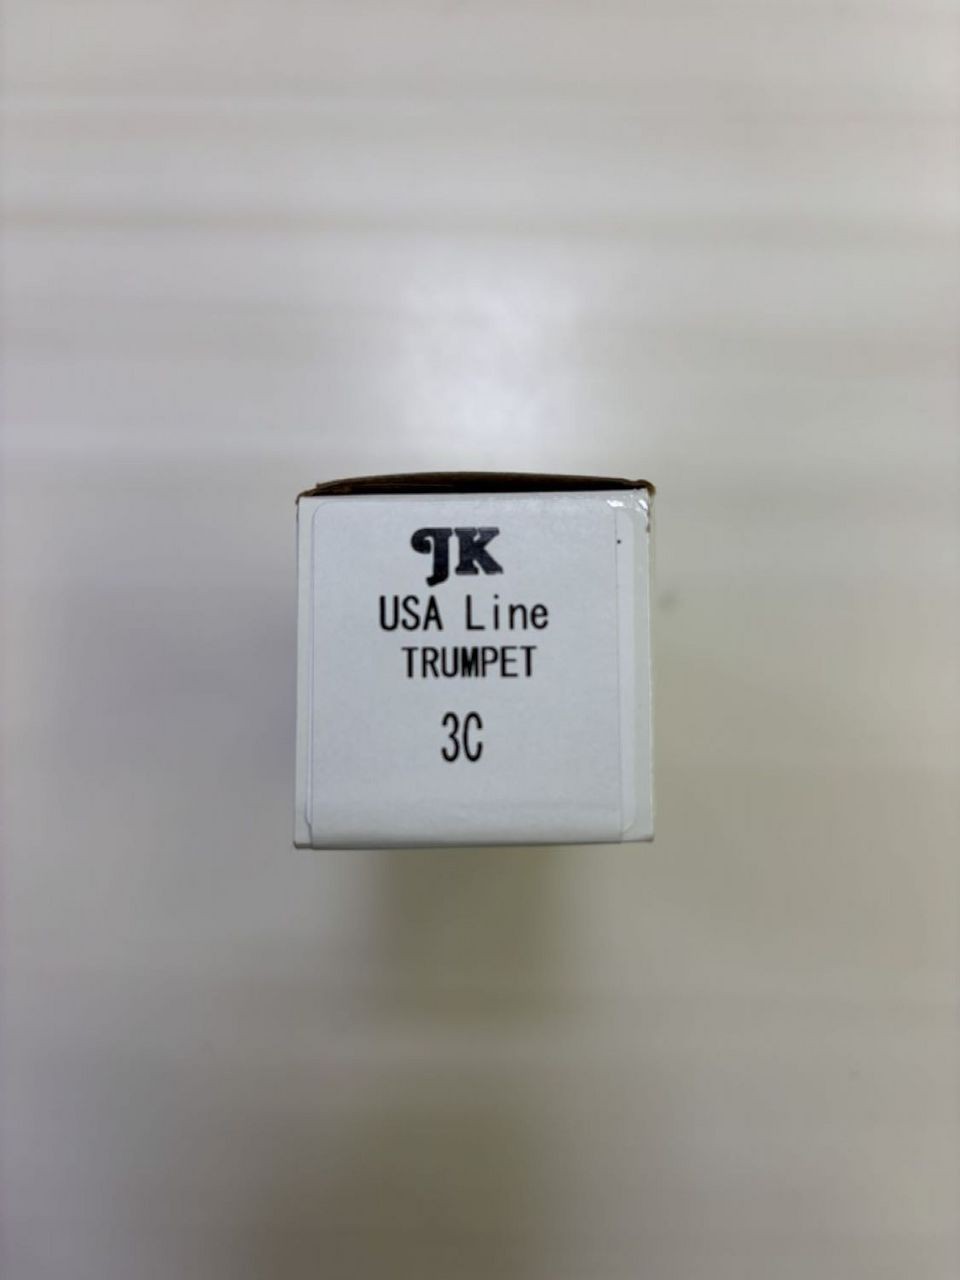 JK
USA Line
TRUMPET
3C